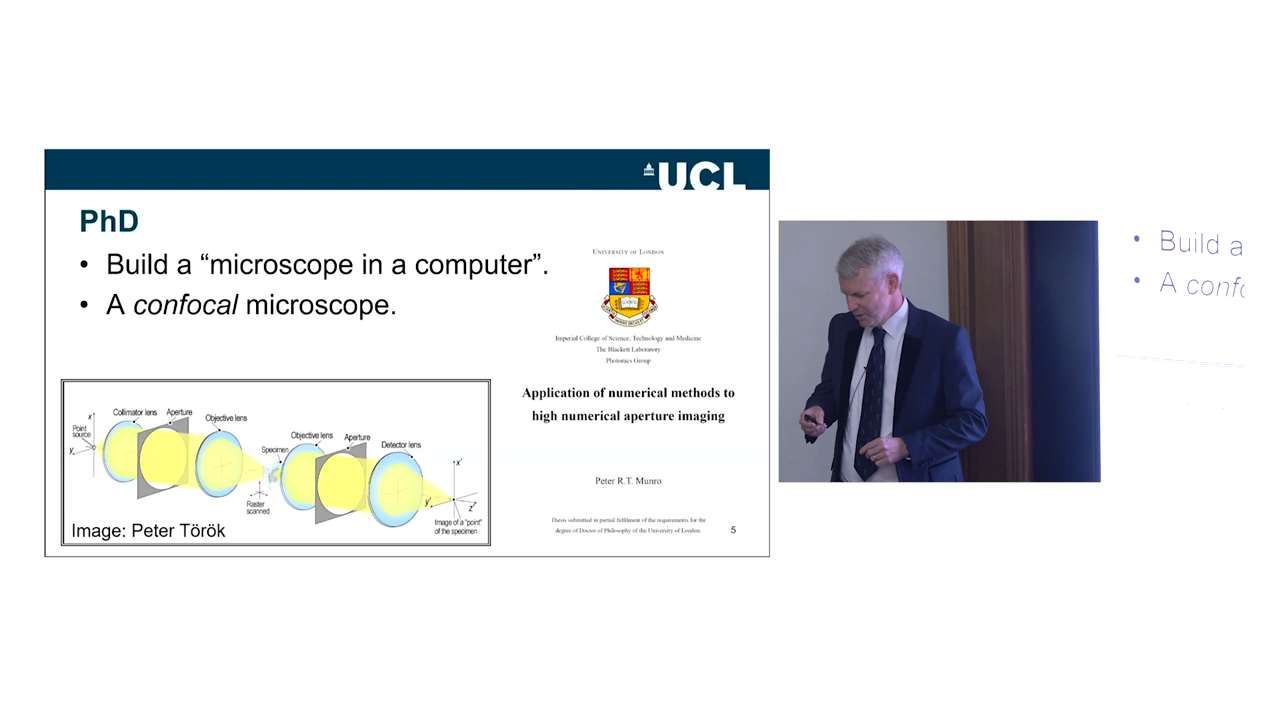 UCL
PhD
• Build a “microscope in a computer”.
• A confocal microscope.
UNIVERSITY OF LONDON
Imperial College of Science, Technology and Medicine
The Blackett Laboratory
Photonics Group
Application of numerical methods to
high numerical aperture imaging
Peter R.T. Munro
Thesis submitted in partial fulfilment of the requirements for the
degree of Doctor of Philosophy of the University of London
5
x
Point
source
y
Collimator lens
Aperture
Objective lens
Specimen
Raster
scanned
Objective lens
Aperture
Detector lens
x'
y'
z'
Image of a "point"
of the specimen
Image: Peter Török
• Build a
• A conf